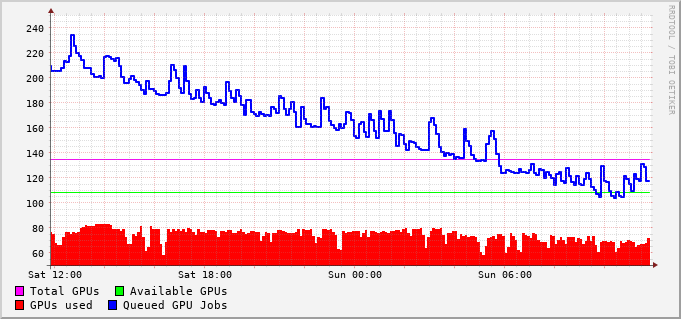 240
220
200
180
160
140
120
100
80
60
Sat 12:00 Sat 18:00 Sun 00:00 Sun 06:00
Total GPUs Available GPUs
GPUs used Queued GPU Jobs
RRDTOOL / TOBI OETIKER